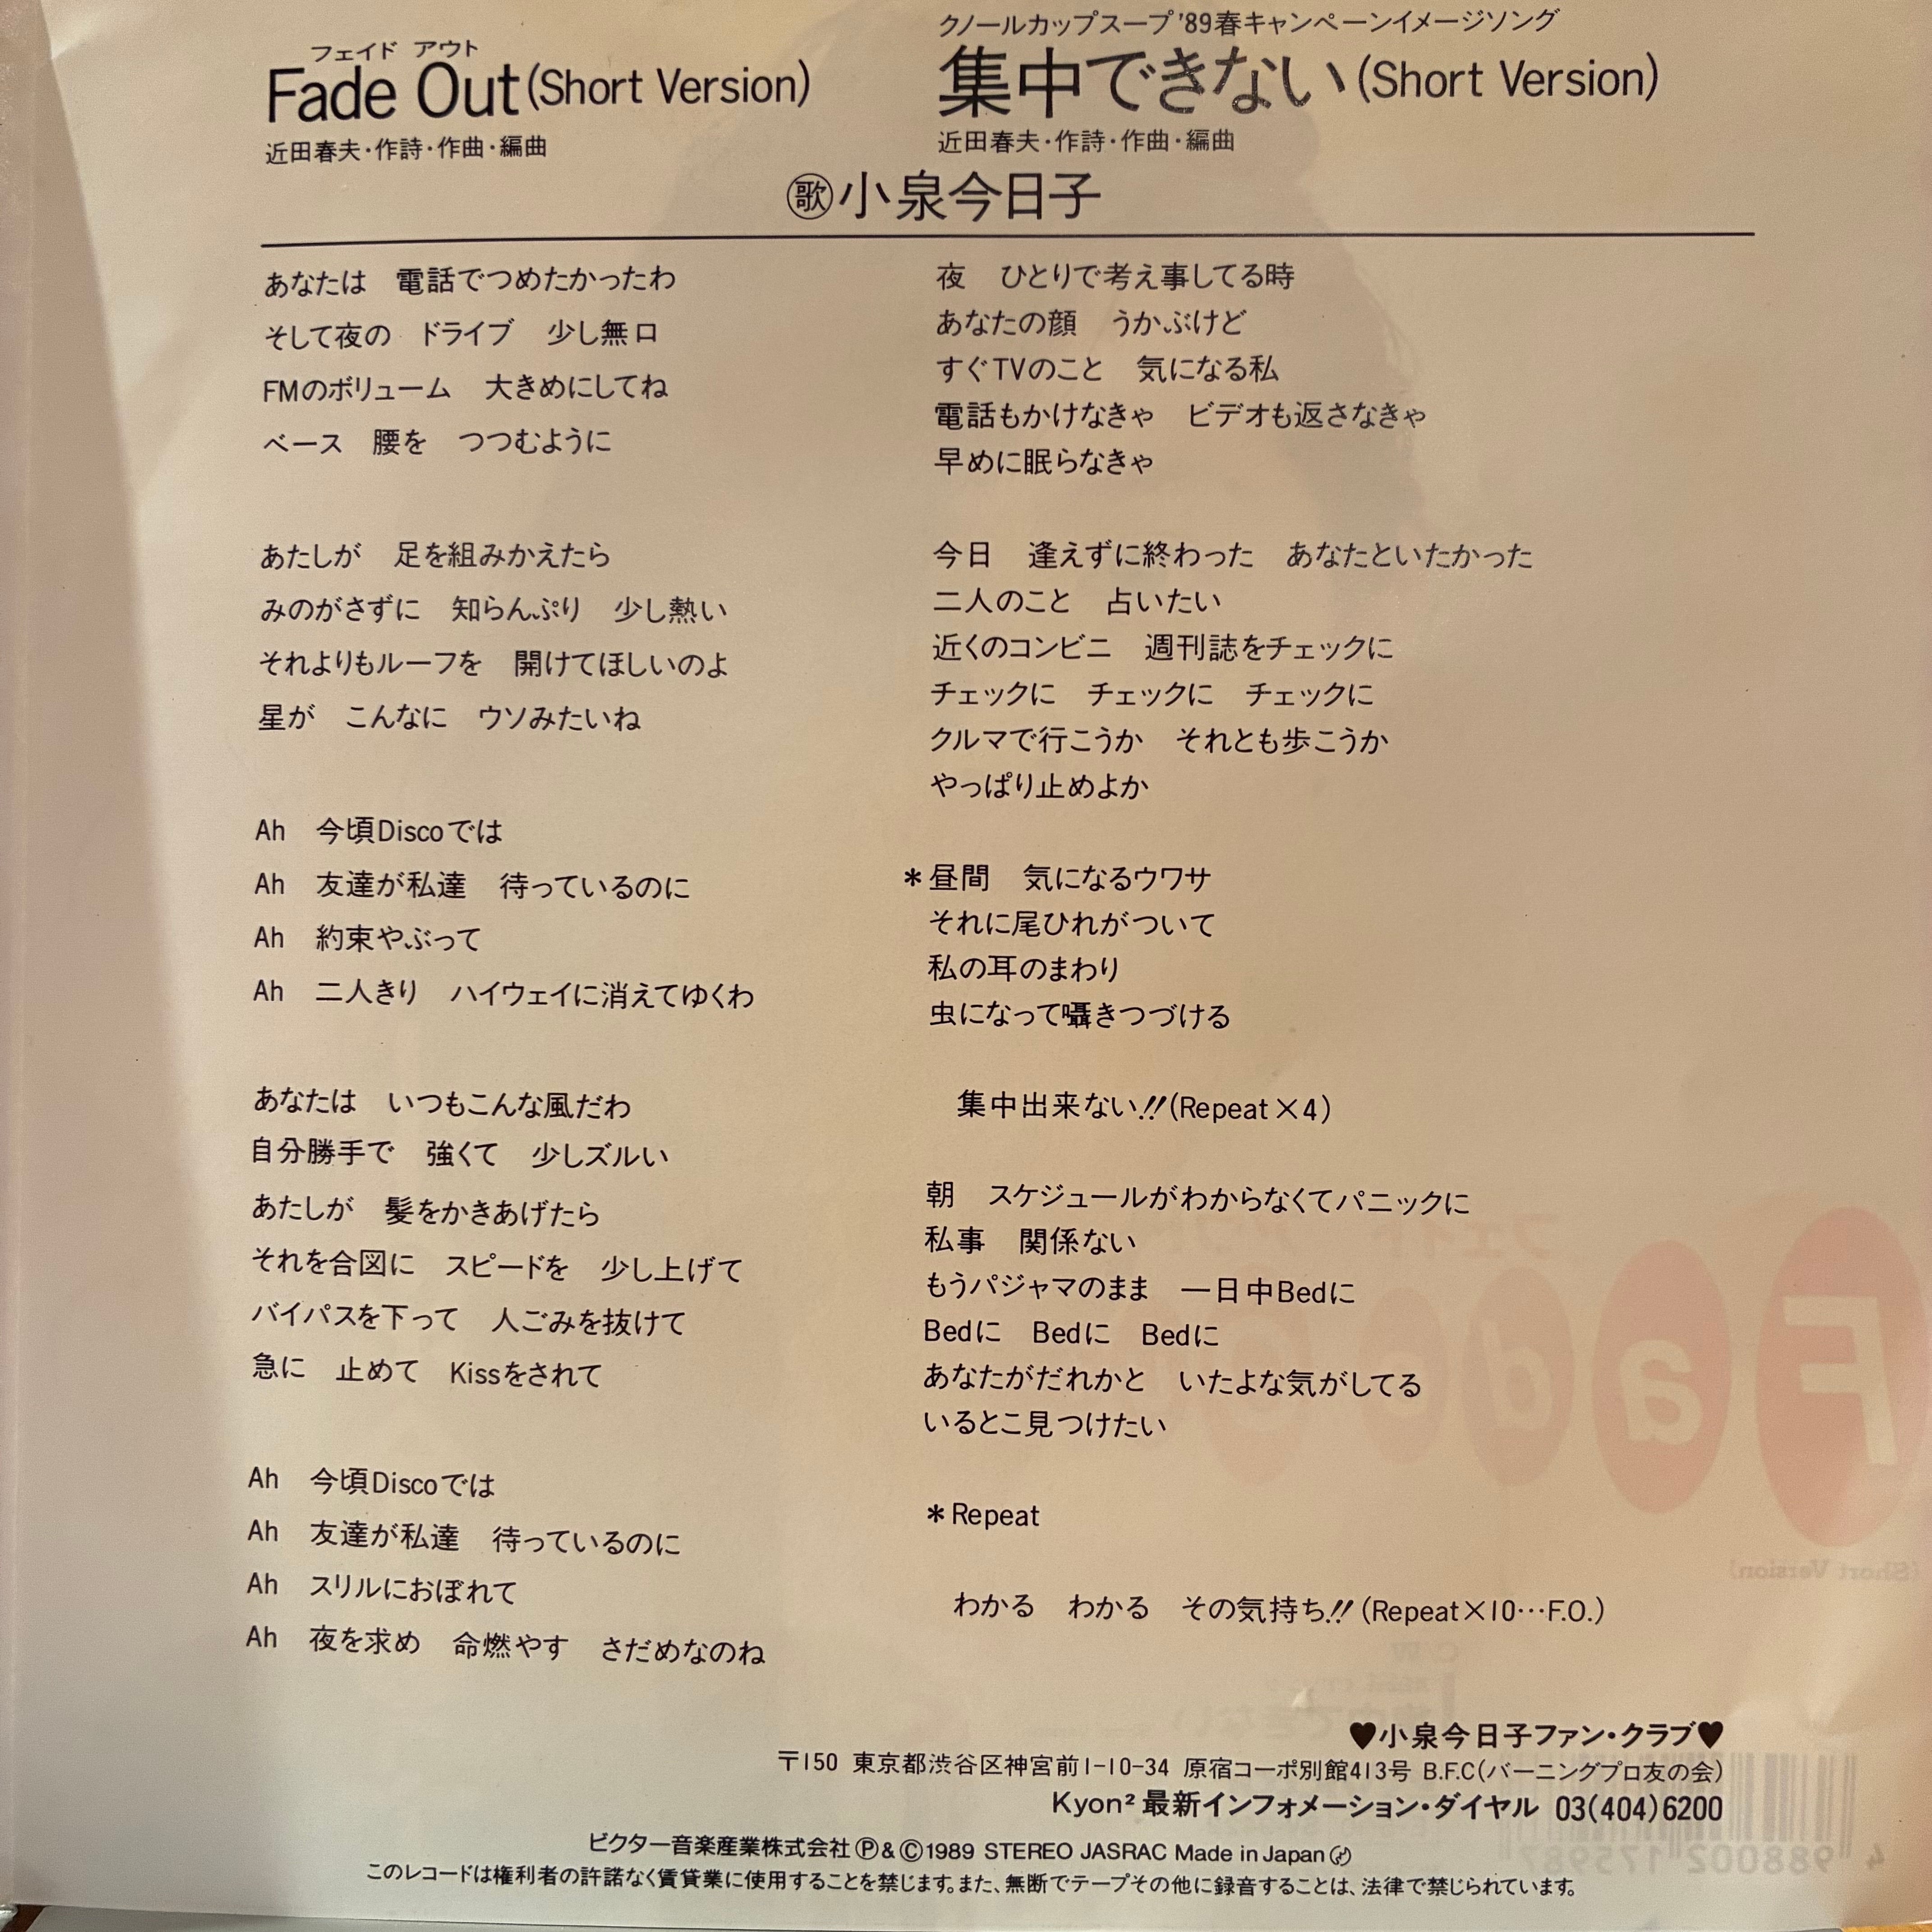 クノールカップスープ'89春キャンペーンイメージソング
フェイド アウト
Fade Out(Short Version)
近田春夫・作詩・作曲・編曲
集中できない(Short Version)
近田春夫・作詩・作曲・編曲
㊙歌 小泉今日子
あなたは 電話でつめたかったわ
そして夜の ドライブ 少し無口
FMのボリューム 大きめにしてね
ベース 腰を つつむように
あたしが 足を組みかえたら
みのがさずに 知らんぷり 少し熱い
それよりもルーフを 開けてほしいのよ
星が こんなに ウソみたいね
Ah 今頃Discoでは
Ah 友達が私達 待っているのに
Ah 約束やぶって
Ah 二人きり ハイウェイに消えてゆくわ
あなたは いつもこんな風だわ
自分勝手で 強くて 少しズルい
あたしが 髪をかきあげたら
それを合図に スピードを 少し上げて
バイパスを下って 人ごみを抜けて
急に 止めて Kissをされて
Ah 今頃Discoでは
Ah 友達が私達 待っているのに
Ah スリルにおぼれて
Ah 夜を求め 命燃やす さだめなのね
夜 ひとりで考え事してる時
あなたの顔 うかぶけど
すぐTVのこと 気になる私
電話もかけなきゃ ビデオも返さなきゃ
早めに眠らなきゃ
今日 逢えずに終わった あなたといたかった
二人のこと 占いたい
近くのコンビニ 週刊誌をチェックに
チェックに チェックに チェックに
クルマで行こうか それとも歩こうか
やっぱり止めよか
*昼間 気になるウワサ
それに尾ひれがついて
私の耳のまわり
虫になって囁きつづける
集中出来ない!!(Repeat×4)
朝 スケジュールがわからなくてパニックに
私事 関係ない
もうパジャマのまま 一日中Bedに
Bedに Bedに Bedに
あなたがだれかと いたよな気がしてる
いるとこ見つけたい
*Repeat
わかる わかる その気持ち!!(Repeat×10…F.O.)
♥小泉今日子ファン・クラブ♥
〒150 東京都渋谷区神宮前1-10-34 原宿コーポ別館413号 B.F.C(バーニングプロ友の会)
Kyon²最新インフォメーション・ダイヤル 03(404)6200
ビクター音楽産業株式会社Ⓟ&Ⓒ1989 STEREO JASRAC Made in Japan
このレコードは権利者の許諾なく賃貸業に使用することを禁じます。また、無断でテープその他に録音することは、法律で禁じられています。
Fade
(Short Version)
4 988002 175987